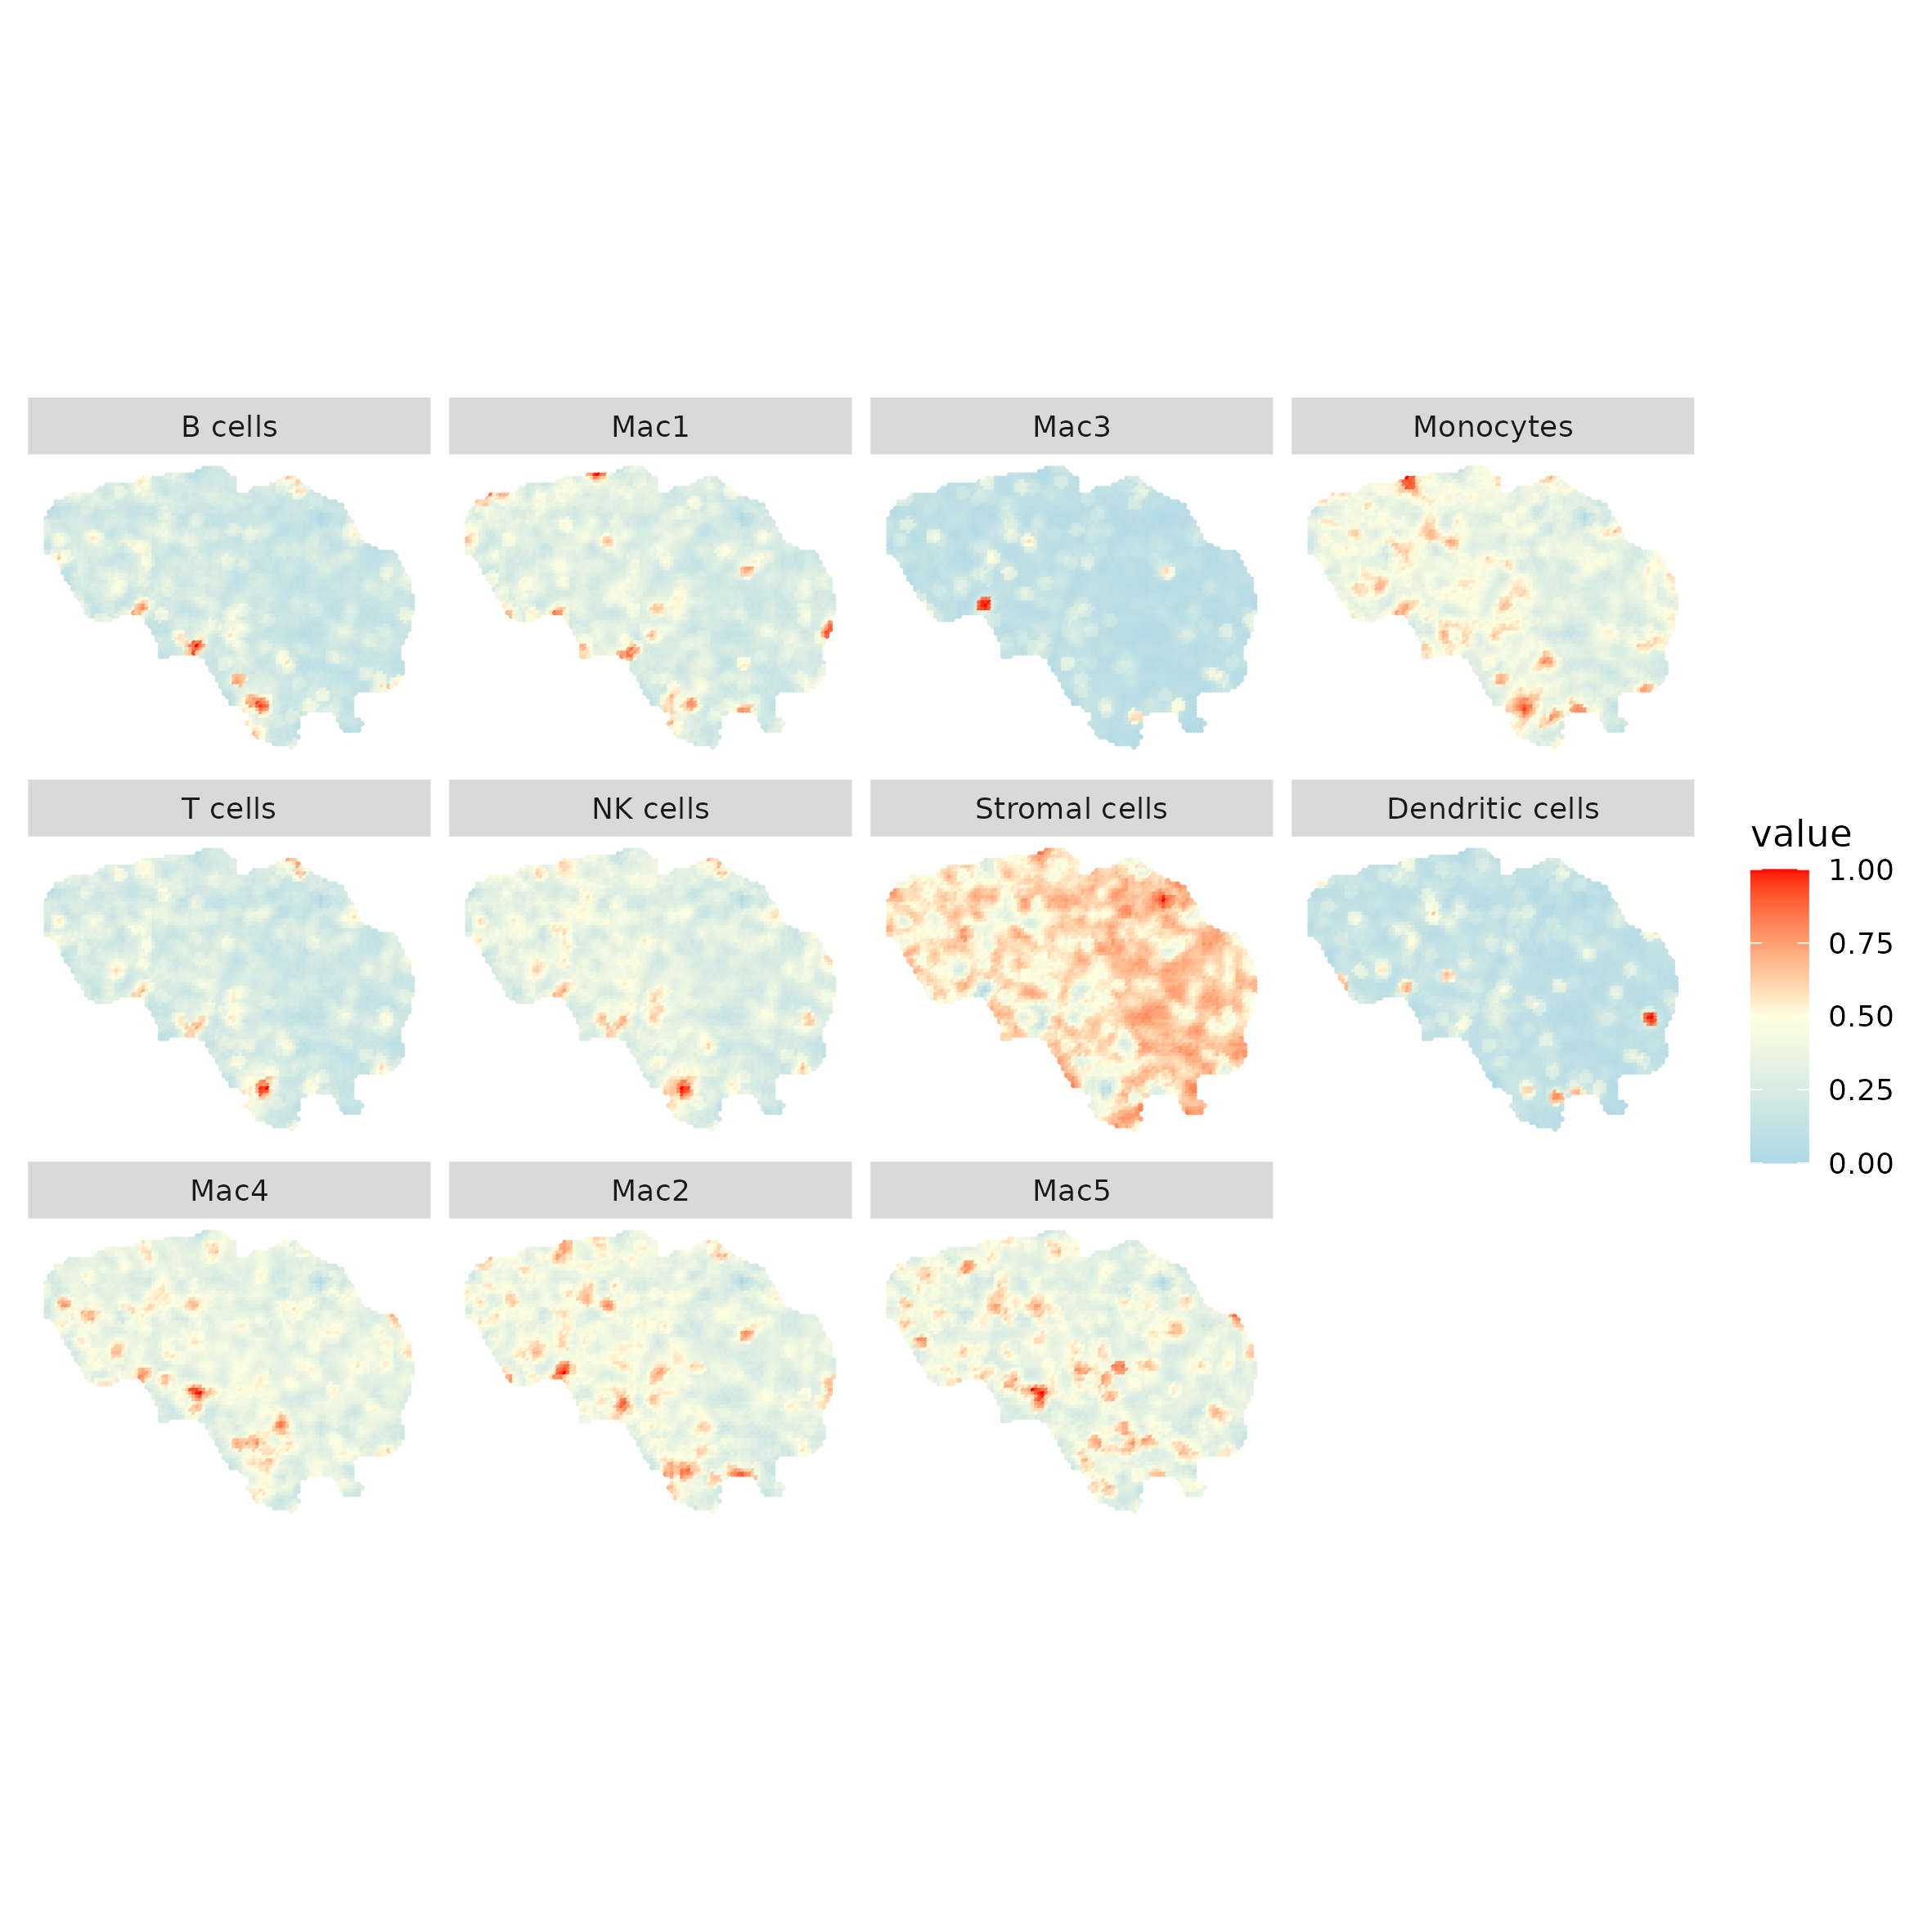 B cells
Mac1
Mac3
Monocytes
T cells
NK cells
Stromal cells
Dendritic cells
Mac4
Mac2
Mac5
value
1.00
0.75
0.50
0.25
0.00